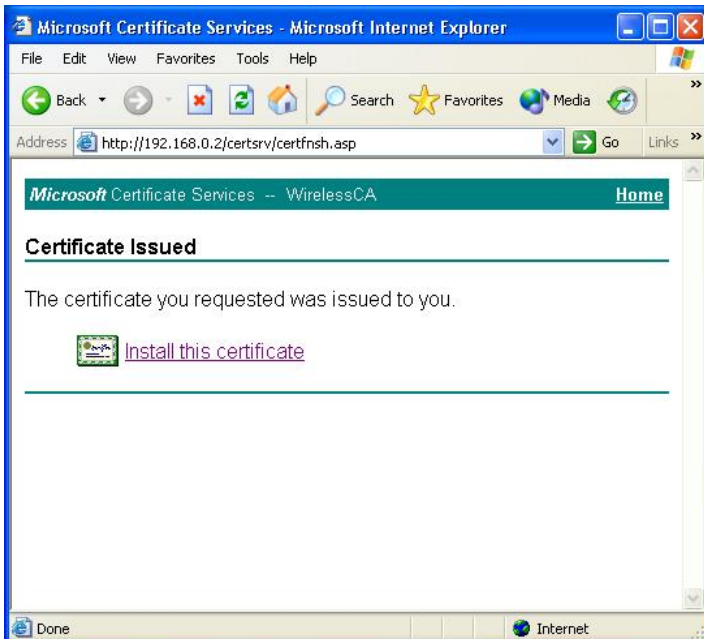 Microsoft Certificate Services - Microsoft Internet Explorer
File Edit View Favorites Tools Help
Back Search Favorites Media »
Address http://192.168.0.2/certsrv/certfnsh.asp Go Links »
Microsoft Certificate Services -- WirelessCA Home
Certificate Issued
The certificate you requested was issued to you.
Install this certificate
Done Internet